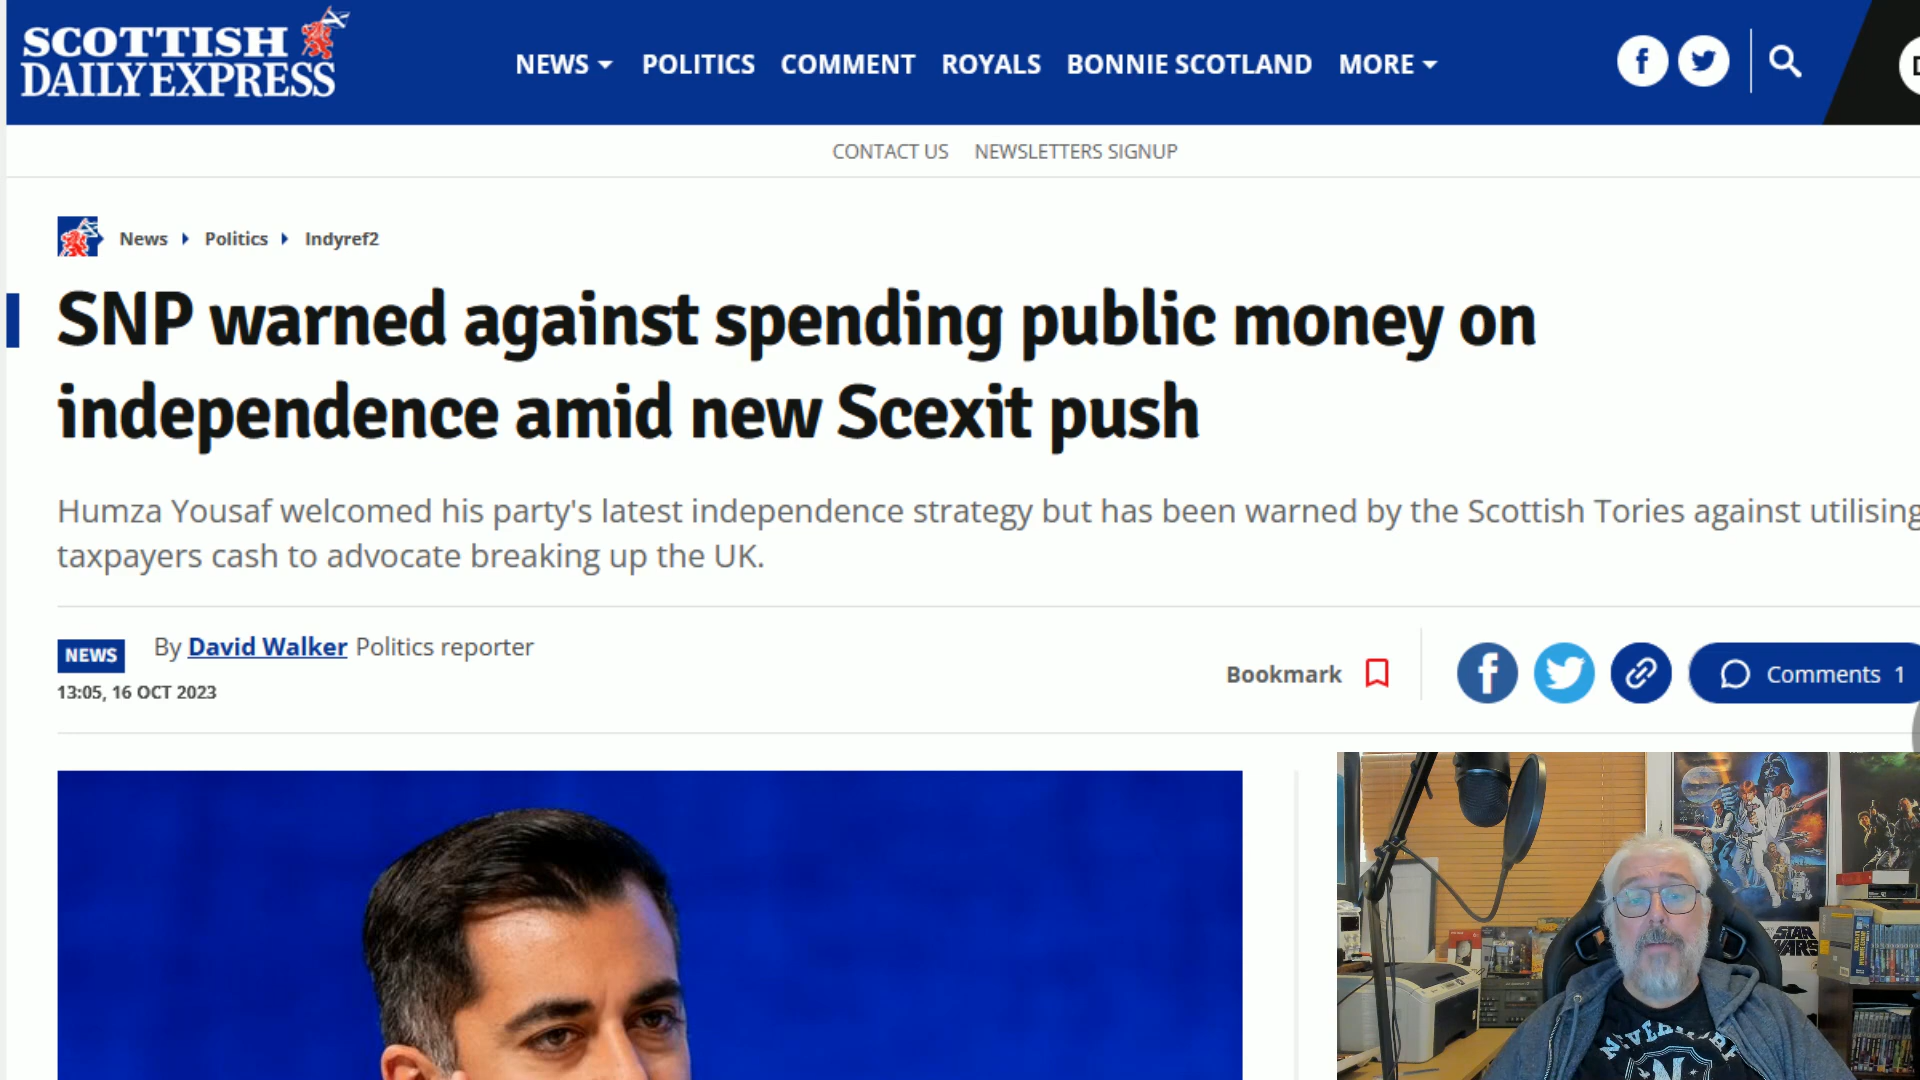 SCOTTISH
DAILY EXPRESS
NEWS POLITICS COMMENT ROYALS BONNIE SCOTLAND MORE
CONTACT US NEWSLETTERS SIGNUP
News Politics Indyref2
SNP warned against spending public money on
independence amid new Scexit push
Humza Yousaf welcomed his party's latest independence strategy but has been warned by the Scottish Tories against utilising
taxpayers cash to advocate breaking up the UK.
NEWS By David Walker Politics reporter
13:05, 16 OCT 2023
Bookmark
Comments 1
STAR
WARS
N